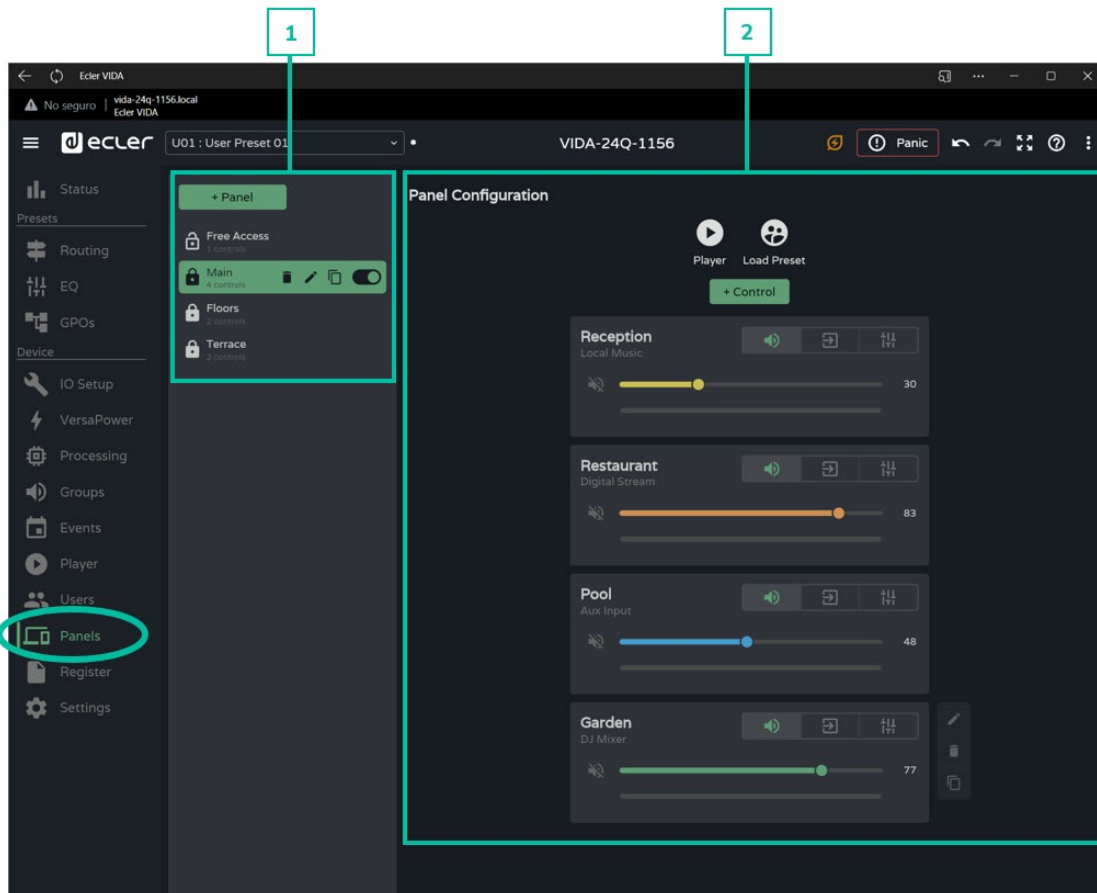 1
2
Ecler VIDA
No seguro | vida-24q-1156.local
Ecler VIDA
ecler
U01 : User Preset 01
VIDA-24Q-1156
Panic
Status
Presets
Routing
EQ
GPOs
Device
IO Setup
VersaPower
Processing
Groups
Events
Player
Users
Panels
Register
Settings
+ Panel
Free Access
1 controls
Main
4 controls
Floors
2 controls
Terrace
2 controls
Panel Configuration
Player
Load Preset
+ Control
Reception
Local Music
30
Restaurant
Digital Stream
83
Pool
Aux Input
48
Garden
DJ Mixer
77